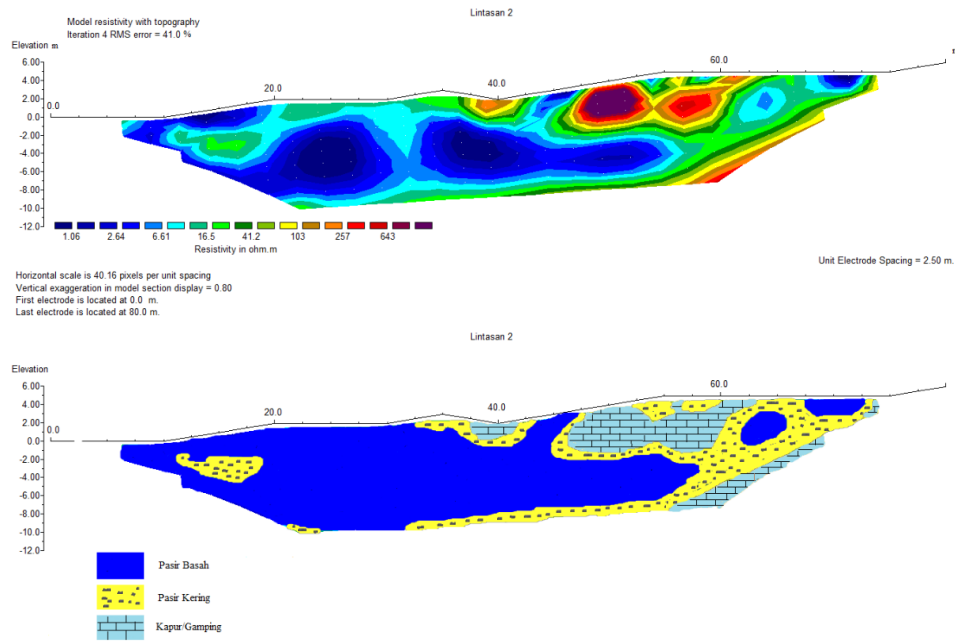 Lintasan 2
Model resistivity with topography
Iteration 4 RMS error = 41.0 %
Elevation m
6.00
4.00
2.00
0.0
-2.00
-4.00
-6.00
-8.00
-10.0
-12.0
0.0
20.0
40.0
60.0
1.06 2.64 6.61 16.5 41.2 103 257 643
Resistivity in ohm.m
Unit Electrode Spacing = 2.50 m.
Horizontal scale is 40.16 pixels per unit spacing
Vertical exaggeration in model section display = 0.80
First electrode is located at 0.0 m.
Last electrode is located at 80.0 m.
Lintasan 2
Elevation
6.00
4.00
2.00
0.0
-2.00
-4.00
-6.00
-8.00
-10.0
-12.0
0.0
20.0
40.0
60.0
Pasir Basah
Pasir Kering
Kapur/Gamping